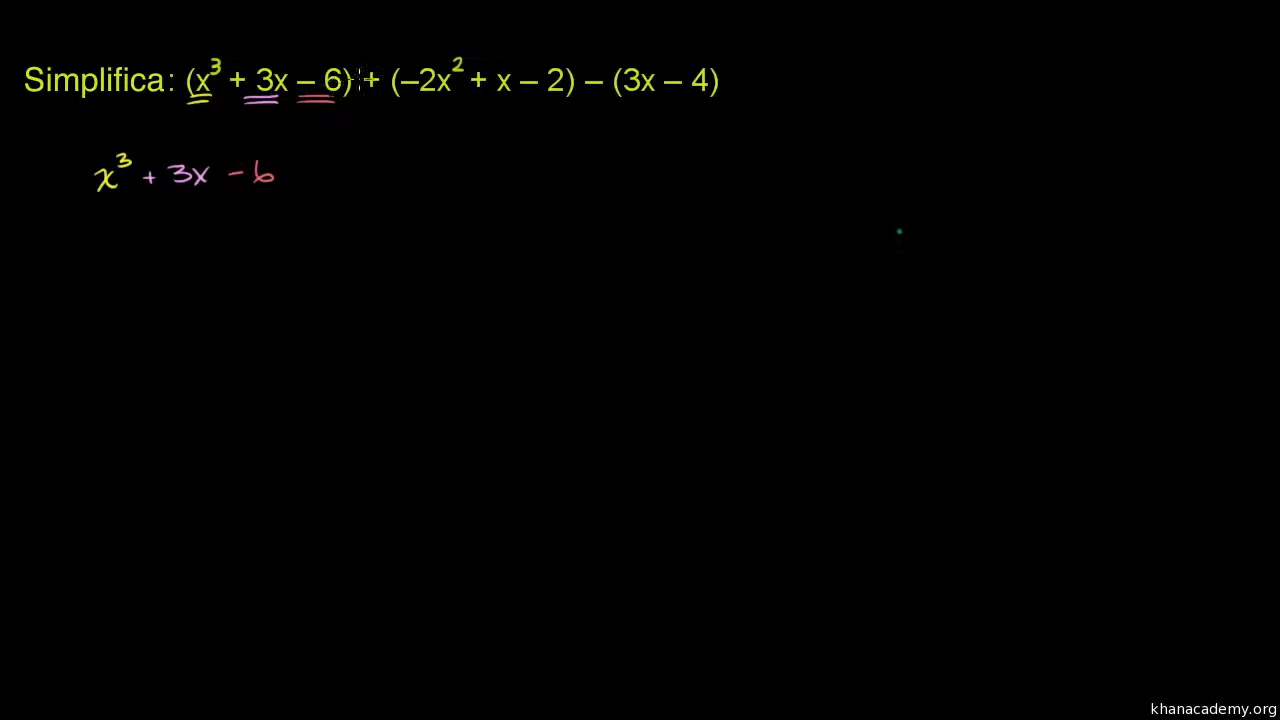 Simplifica: (x³ + 3x – 6) + (–2x² + x – 2) – (3x – 4)
x³ + 3x - 6
khanacademy.org